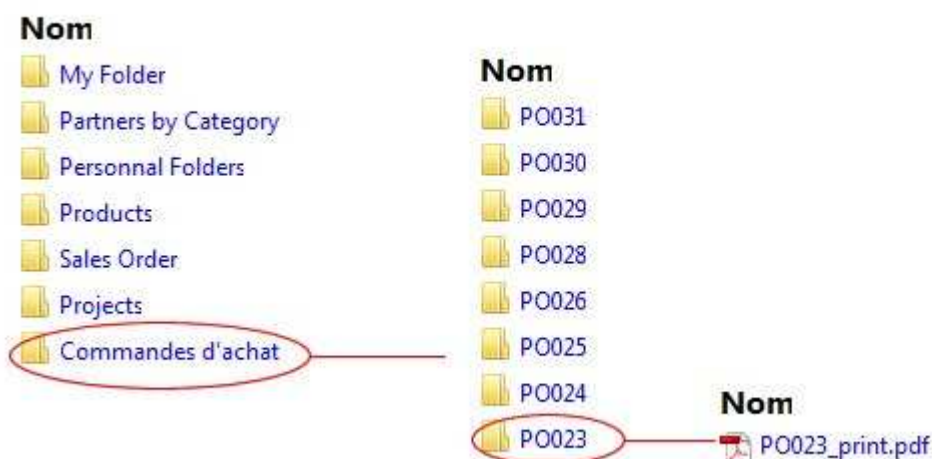 Nom
My Folder
Partners by Category
Personnal Folders
Products
Sales Order
Projects
Commandes d'achat
Nom
PO031
PO030
PO029
PO028
PO026
PO025
PO024
PO023
Nom
PO023_print.pdf